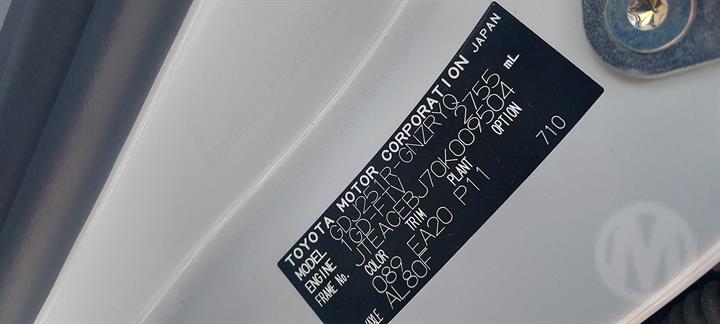 TOYOTA MOTOR CORPORATION JAPAN
MODEL GDJ251R-GNZRYQ
ENGINE 1GD-FTV 2755 mL
FRAME No. JTEACEBJ70K009504
COLOR TRIM PLANT OPTION
089 EA20 P11
AL80F
710
M